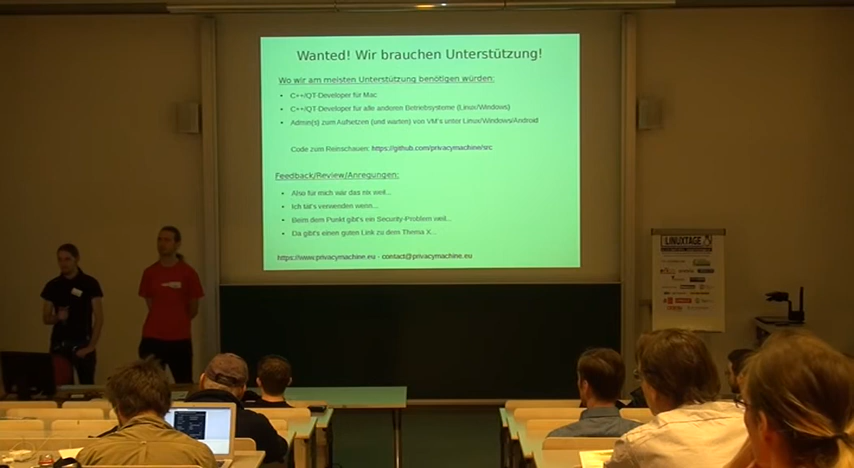 Wanted! Wir brauchen Unterstützung!
Wo wir am meisten Unterstützung benötigen würden:
• C++/QT-Developer für Mac
• C++/QT-Developer für alle anderen Betriebsysteme (Linux/Windows)
• Admin(s) zum Aufsetzen (und warten) von VM's unter Linux/Windows/Android
Code zum Reinschauen: https://github.com/privacymachine/src
Feedback/Review/Anregungen:
• Also für mich wär das nix weil...
• Ich tät's verwenden wenn...
• Beim dem Punkt gibt's ein Security-Problem weil...
• Da gibt's einen guten Link zu dem Thema X...
https://www.privacymachine.eu - contact@privacymachine.eu
LINUXTAGE